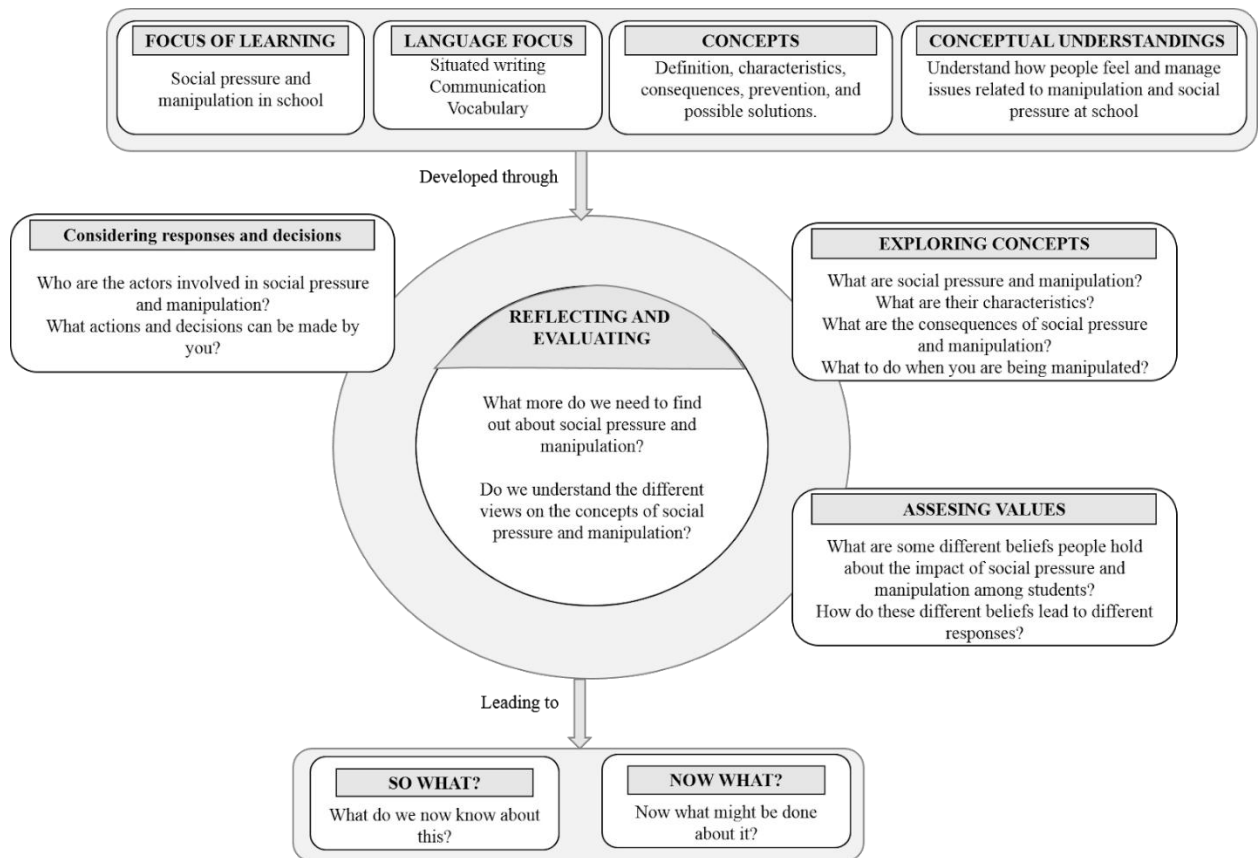 FOCUS OF LEARNING
Social pressure and
manipulation in school
LANGUAGE FOCUS
Situated writing
Communication
Vocabulary
CONCEPTS
Definition, characteristics,
consequences, prevention, and
possible solutions.
CONCEPTUAL UNDERSTANDINGS
Understand how people feel and manage
issues related to manipulation and social
pressure at school
Developed through
Considering responses and decisions
Who are the actors involved in social pressure
and manipulation?
What actions and decisions can be made by
you?
EXPLORING CONCEPTS
What are social pressure and manipulation?
What are their characteristics?
What are the consequences of social pressure
and manipulation?
What to do when you are being manipulated?
REFLECTING AND
EVALUATING
What more do we need to find
out about social pressure and
manipulation?
Do we understand the different
views on the concepts of social
pressure and manipulation?
ASSESING VALUES
What are some different beliefs people hold
about the impact of social pressure and
manipulation among students?
How do these different beliefs lead to different
responses?
Leading to
SO WHAT?
What do we now know about
this?
NOW WHAT?
Now what might be done
about it?